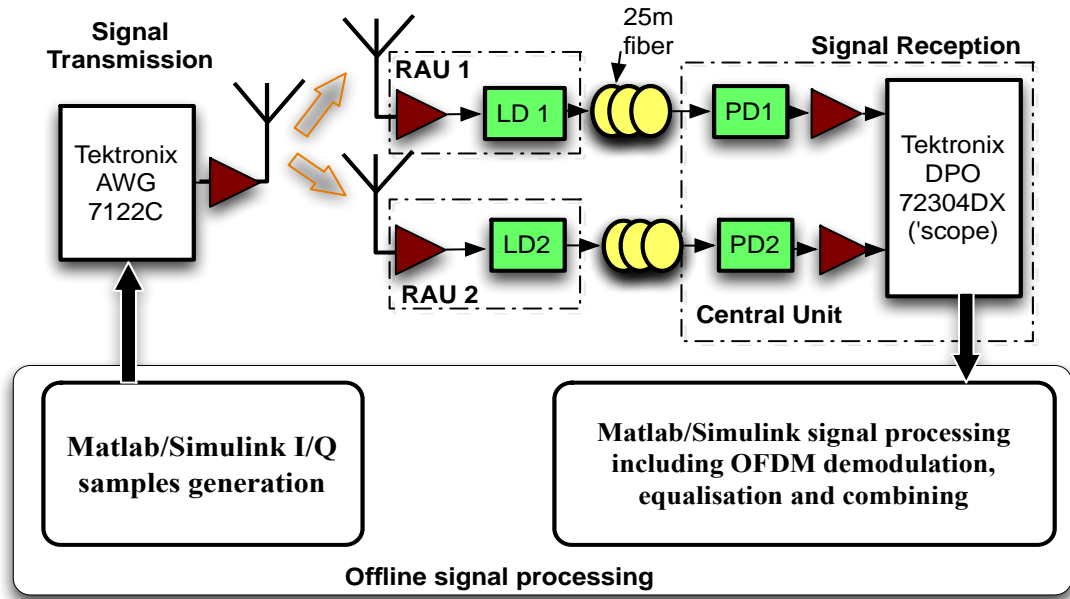 Signal
Transmission
Tektronix
AWG
7122C
RAU 1
LD 1
25m
fiber
Signal Reception
PD1
Tektronix
DPO
72304DX
('scope)
LD2
RAU 2
PD2
Central Unit
Matlab/Simulink I/Q
samples generation
Matlab/Simulink signal processing
including OFDM demodulation,
equalisation and combining
Offline signal processing